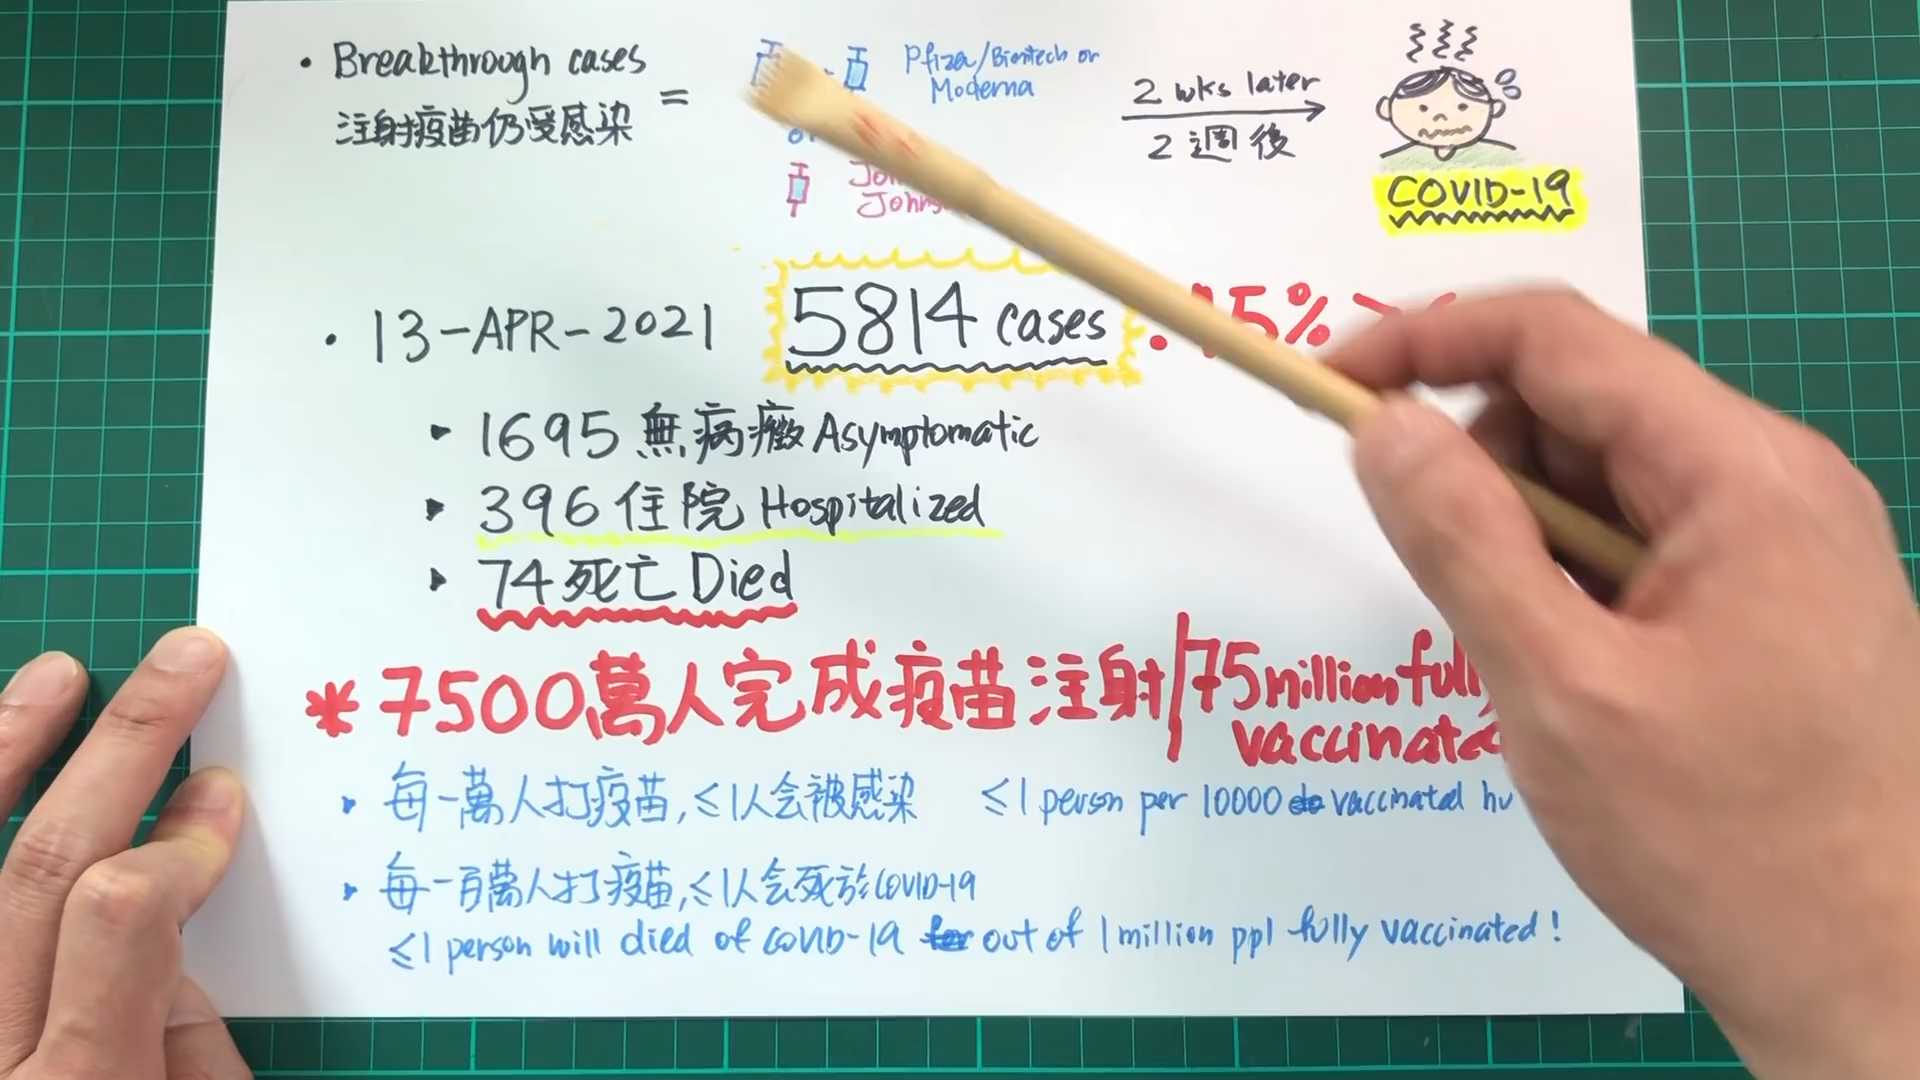 • Breakthrough cases
注射疫苗仍受感染 =
Pfizer/Biontech or
Moderna
2 wks later
2 週後
COVID-19
• 13-APR-2021 5814 cases 5%
▸ 1695 無病癥 Asymptomatic
▸ 396 住院 Hospitalized
▸ 74 死亡 Died
* 7500萬人完成疫苗注射/75 million
vaccinated
▸ 每一萬人打疫苗,≤1人会被感染 ≤1 person per 10000 vaccinated
▸ 每一百萬人打疫苗,≤1人会死於COVID-19
≤1 person will died of COVID-19 out of 1 million ppl fully vaccinated!